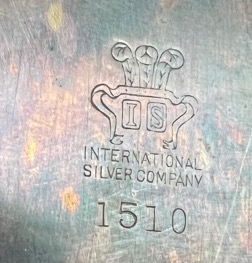 IS
INTERNATIONAL
SILVER COMPANY
1510